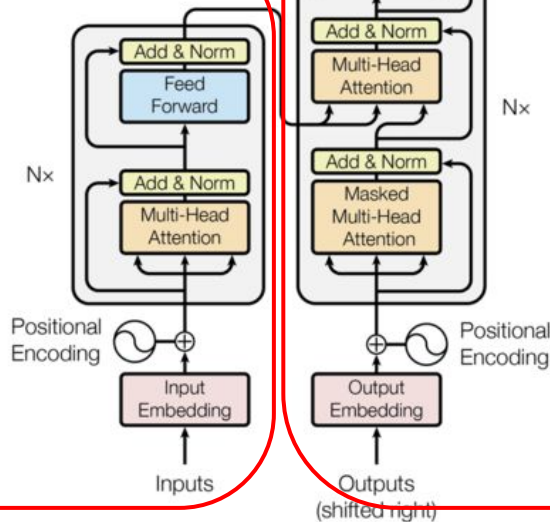 Add & Norm
Feed
Forward
Nx
Add & Norm
Multi-Head
Attention
Positional
Encoding
Input
Embedding
Inputs
Add & Norm
Multi-Head
Attention
Nx
Add & Norm
Masked
Multi-Head
Attention
Positional
Encoding
Output
Embedding
Outputs
(shifted right)